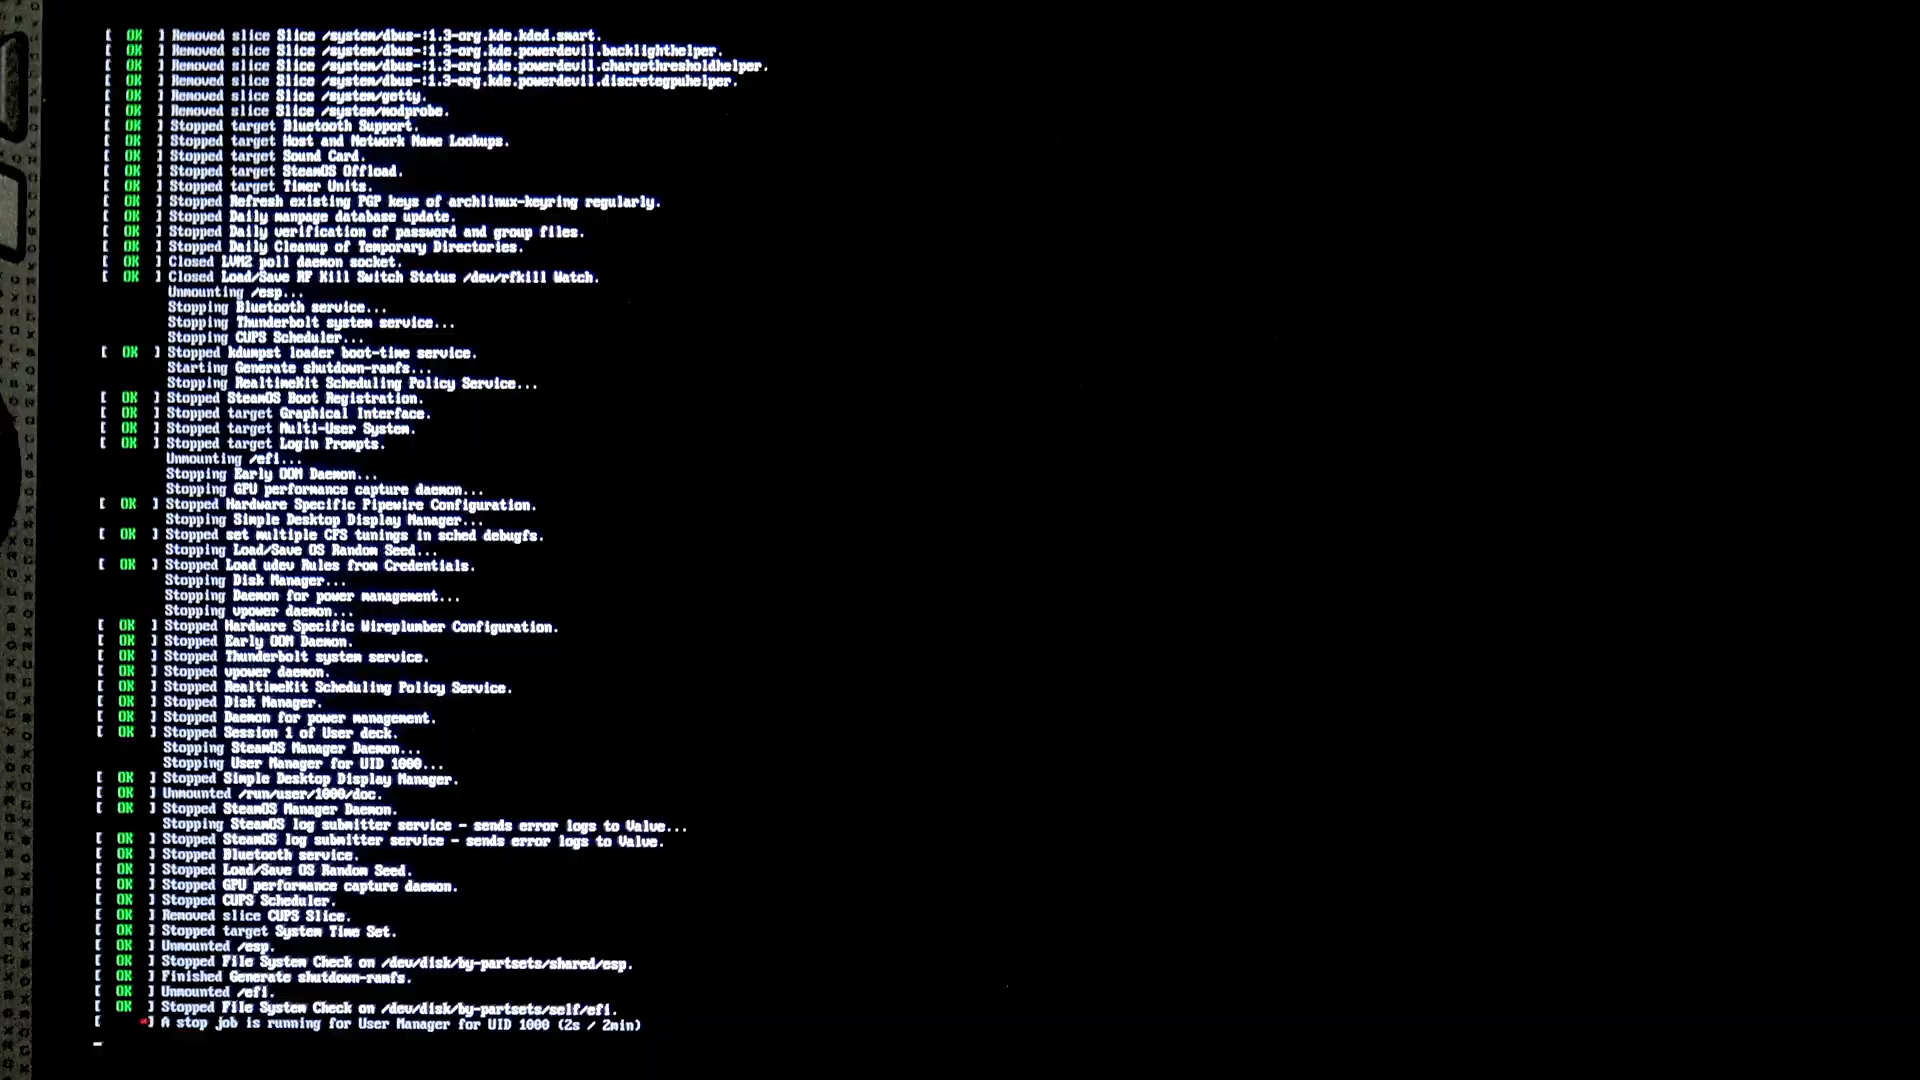 [  OK  ] Removed slice Slice /system/dbus-:1.3-org.kde.kded.smart.
[  OK  ] Removed slice Slice /system/dbus-:1.3-org.kde.powerdevil.backlighthelper.
[  OK  ] Removed slice Slice /system/dbus-:1.3-org.kde.powerdevil.chargethresholdhelper.
[  OK  ] Removed slice Slice /system/dbus-:1.3-org.kde.powerdevil.discretegpuhelper.
[  OK  ] Removed slice Slice /system/getty.
[  OK  ] Removed slice Slice /system/modprobe.
[  OK  ] Stopped target Bluetooth Support.
[  OK  ] Stopped target Host and Network Name Lookups.
[  OK  ] Stopped target Sound Card.
[  OK  ] Stopped target SteamOS Offload.
[  OK  ] Stopped target Timer Units.
[  OK  ] Stopped Refresh existing PGP keys of archlinux-keyring regularly.
[  OK  ] Stopped Daily manpage database update.
[  OK  ] Stopped Daily verification of password and group files.
[  OK  ] Stopped Daily Cleanup of Temporary Directories.
[  OK  ] Closed LVM2 poll daemon socket.
[  OK  ] Closed Load/Save RF Kill Switch Status /dev/rfkill Watch.
Unmounting /esp...
Stopping Bluetooth service...
Stopping Thunderbolt system service...
Stopping CUPS Scheduler...
[  OK  ] Stopped kdumpst loader boot-time service.
Starting Generate shutdown-ramfs...
Stopping RealtimeKit Scheduling Policy Service...
[  OK  ] Stopped SteamOS Boot Registration.
[  OK  ] Stopped target Graphical Interface.
[  OK  ] Stopped target Multi-User System.
[  OK  ] Stopped target Login Prompts.
Unmounting /efi...
Stopping Early OOM Daemon...
Stopping GPU performance capture daemon...
[  OK  ] Stopped Hardware Specific Pipewire Configuration.
Stopping Simple Desktop Display Manager...
[  OK  ] Stopped set multiple CFS tunings in sched debugfs.
Stopping Load/Save OS Random Seed...
[  OK  ] Stopped Load udev Rules from Credentials.
Stopping Disk Manager...
Stopping Daemon for power management...
Stopping upower daemon...
[  OK  ] Stopped Hardware Specific Wireplumber Configuration.
[  OK  ] Stopped Early OOM Daemon.
[  OK  ] Stopped Thunderbolt system service.
[  OK  ] Stopped upower daemon.
[  OK  ] Stopped RealtimeKit Scheduling Policy Service.
[  OK  ] Stopped Disk Manager.
[  OK  ] Stopped Daemon for power management.
[  OK  ] Stopped Session 1 of User deck.
Stopping SteamOS Manager Daemon...
Stopping User Manager for UID 1000...
[  OK  ] Stopped Simple Desktop Display Manager.
[  OK  ] Unmounted /run/user/1000/doc.
[  OK  ] Stopped SteamOS Manager Daemon.
Stopping SteamOS log submitter service - sends error logs to Valve...
[  OK  ] Stopped SteamOS log submitter service - sends error logs to Valve.
[  OK  ] Stopped Bluetooth service.
[  OK  ] Stopped Load/Save OS Random Seed.
[  OK  ] Stopped GPU performance capture daemon.
[  OK  ] Stopped CUPS Scheduler.
[  OK  ] Removed slice CUPS Slice.
[  OK  ] Stopped target System Time Set.
[  OK  ] Unmounted /esp.
[  OK  ] Stopped File System Check on /dev/disk/by-partsets/shared/esp.
[  OK  ] Finished Generate shutdown-ramfs.
[  OK  ] Unmounted /efi.
[  OK  ] Stopped File System Check on /dev/disk/by-partsets/self/efi.
[     *] A stop job is running for User Manager for UID 1000 (2s / 2min)